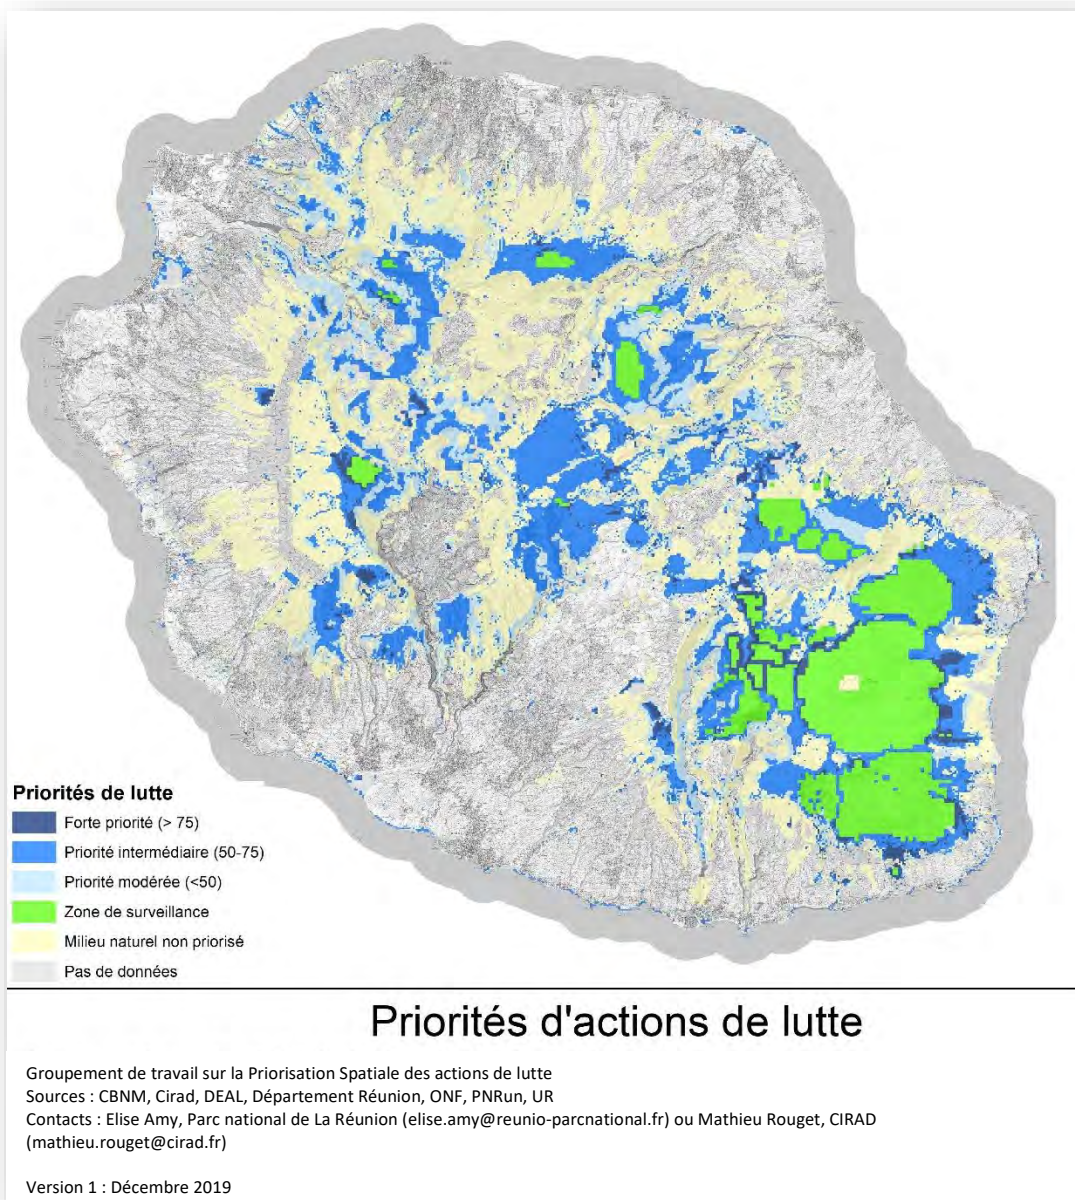 Priorités de lutte
Forte priorité (> 75)
Priorité intermédiaire (50-75)
Priorité modérée (<50)
Zone de surveillance
Milieu naturel non priorisé
Pas de données
Priorités d'actions de lutte
Groupement de travail sur la Priorisation Spatiale des actions de lutte
Sources : CBNM, Cirad, DEAL, Département Réunion, ONF, PNRun, UR
Contacts : Elise Amy, Parc national de La Réunion (elise.amy@reunio-parcnational.fr) ou Mathieu Rouget, CIRAD
(mathieu.rouget@cirad.fr)
Version 1 : Décembre 2019